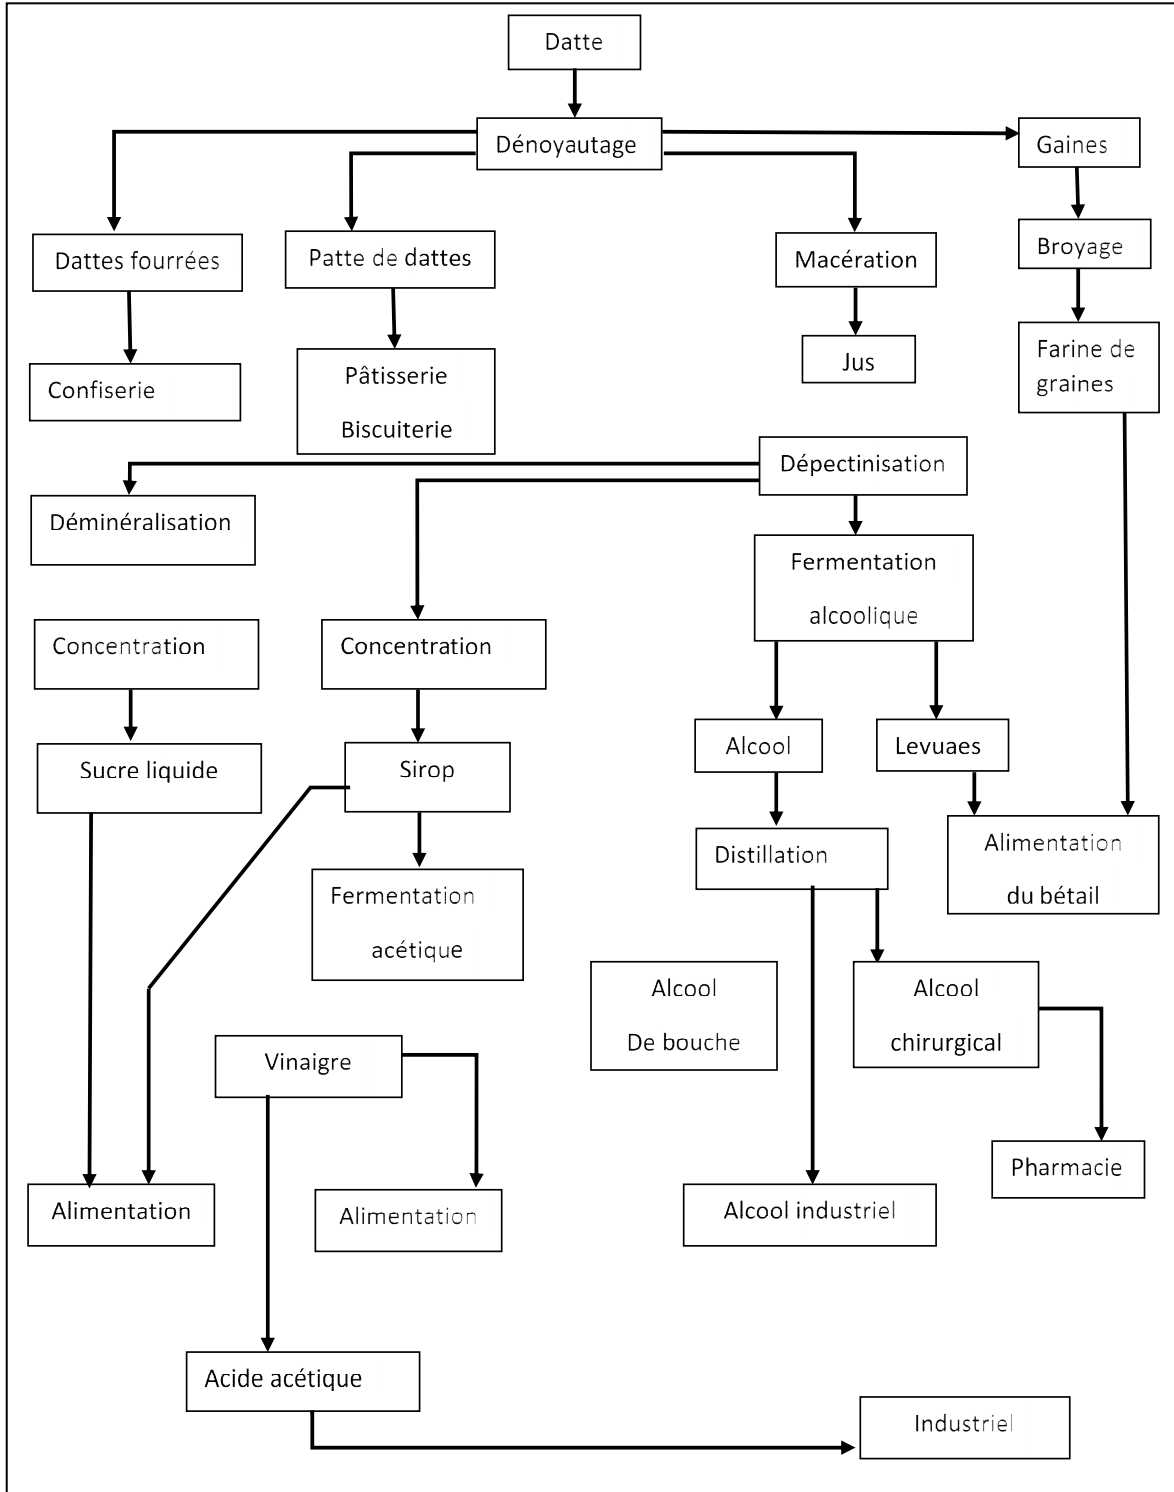 Datte
Dénoyautage
Gaines
Dattes fourrées
Patte de dattes
Macération
Broyage
Confiserie
Pâtisserie
Biscuiterie
Jus
Farine de
graines
Dépectinisation
Déminéralisation
Fermentation
alcoolique
Concentration
Concentration
Alcool
Levuaes
Sucre liquide
Sirop
Distillation
Alimentation
du bétail
Fermentation
acétique
Alcool
De bouche
Alcool
chirurgical
Vinaigre
Pharmacie
Alimentation
Alimentation
Alcool industriel
Acide acétique
Industriel